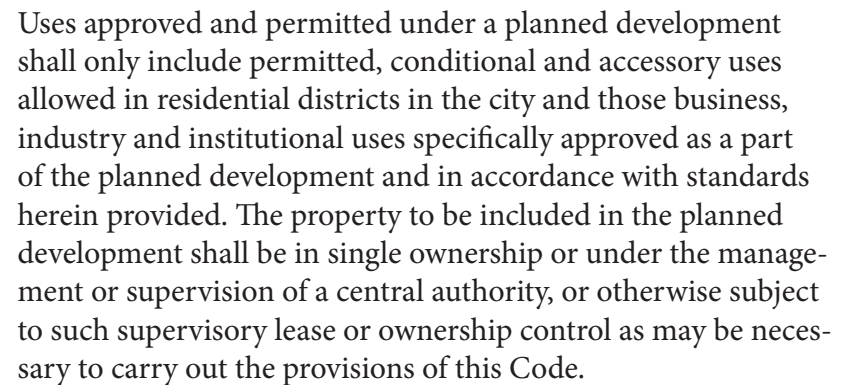 Uses approved and permitted under a planned development
shall only include permitted, conditional and accessory uses
allowed in residential districts in the city and those business,
industry and institutional uses specifically approved as a part
of the planned development and in accordance with standards
herein provided. The property to be included in the planned
development shall be in single ownership or under the manage-
ment or supervision of a central authority, or otherwise subject
to such supervisory lease or ownership control as may be neces-
sary to carry out the provisions of this Code.